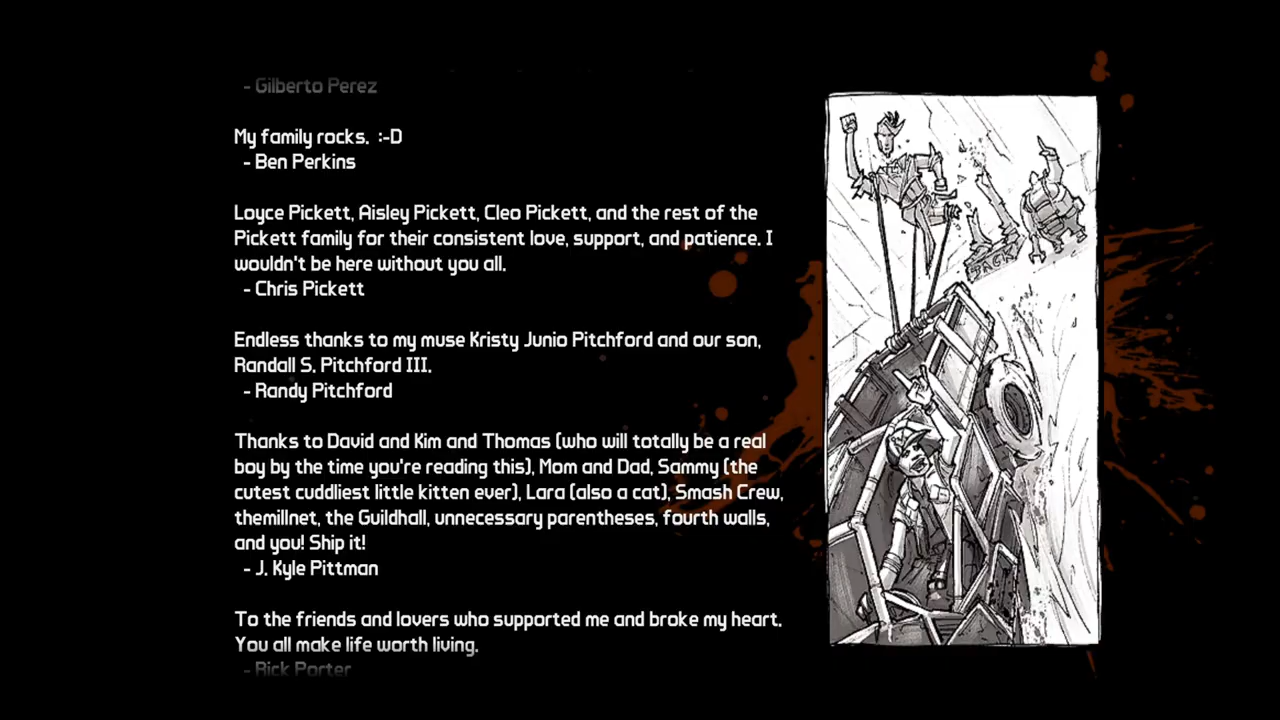 - Gilberto Perez
My family rocks. :-D
- Ben Perkins
Loyce Pickett, Aisley Pickett, Cleo Pickett, and the rest of the
Pickett family for their consistent love, support, and patience. I
wouldn't be here without you all.
- Chris Pickett
Endless thanks to my muse Kristy Junio Pitchford and our son,
Randall S. Pitchford III.
- Randy Pitchford
Thanks to David and Kim and Thomas (who will totally be a real
boy by the time you're reading this), Mom and Dad, Sammy (the
cutest cuddliest little kitten ever), Lara (also a cat), Smash Crew,
themillnet, the Guildhall, unnecessary parentheses, fourth walls,
and you! Ship it!
- J. Kyle Pittman
To the friends and lovers who supported me and broke my heart.
You all make life worth living.
- Rick Porter
JACK